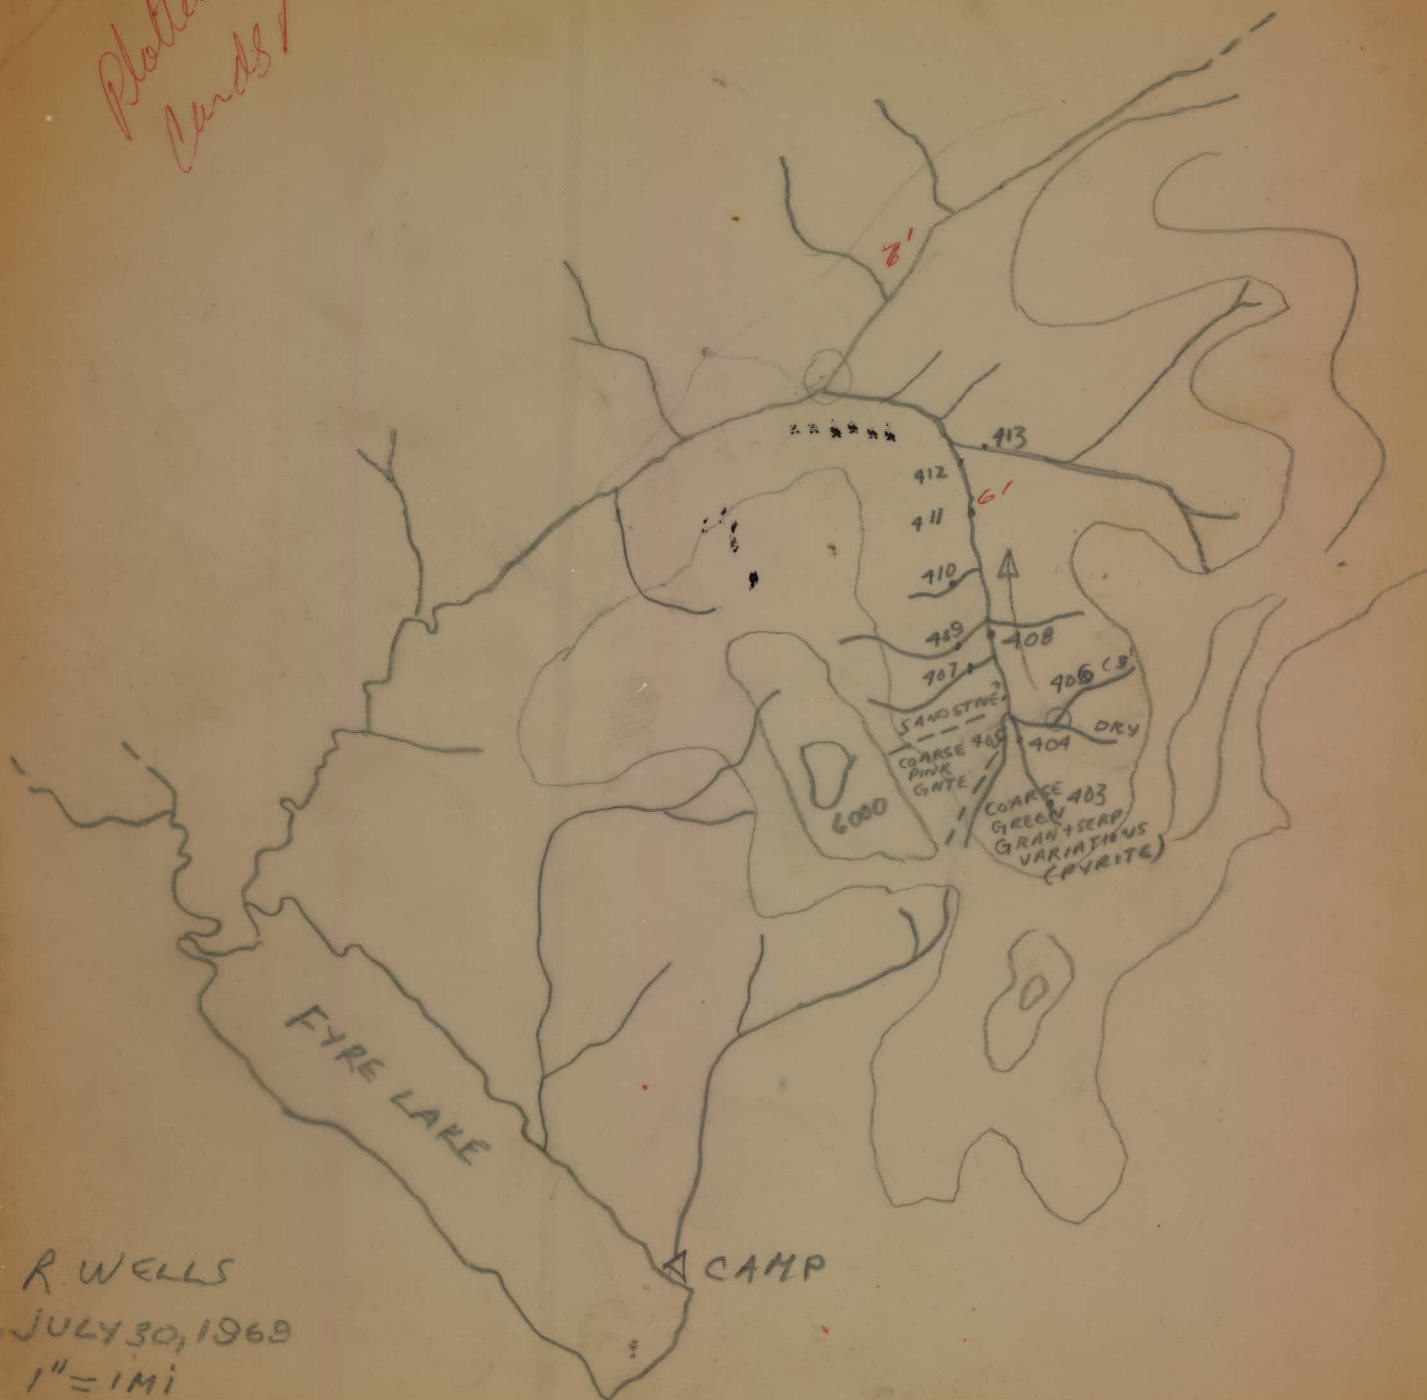 Plotted
Cards
6'
413
412
6'
411
410
409
408
407
406 (3')
SANDSTNE?
DRY
COARSE
PINK
GNTE
405
404
COARSE
403
GREEN
GRAN + SERP
VARIATIONS
(PYRITE)
6000
FYRE LAKE
CAMP
R. WELLS
JULY 30, 1969
1" = 1 Mi